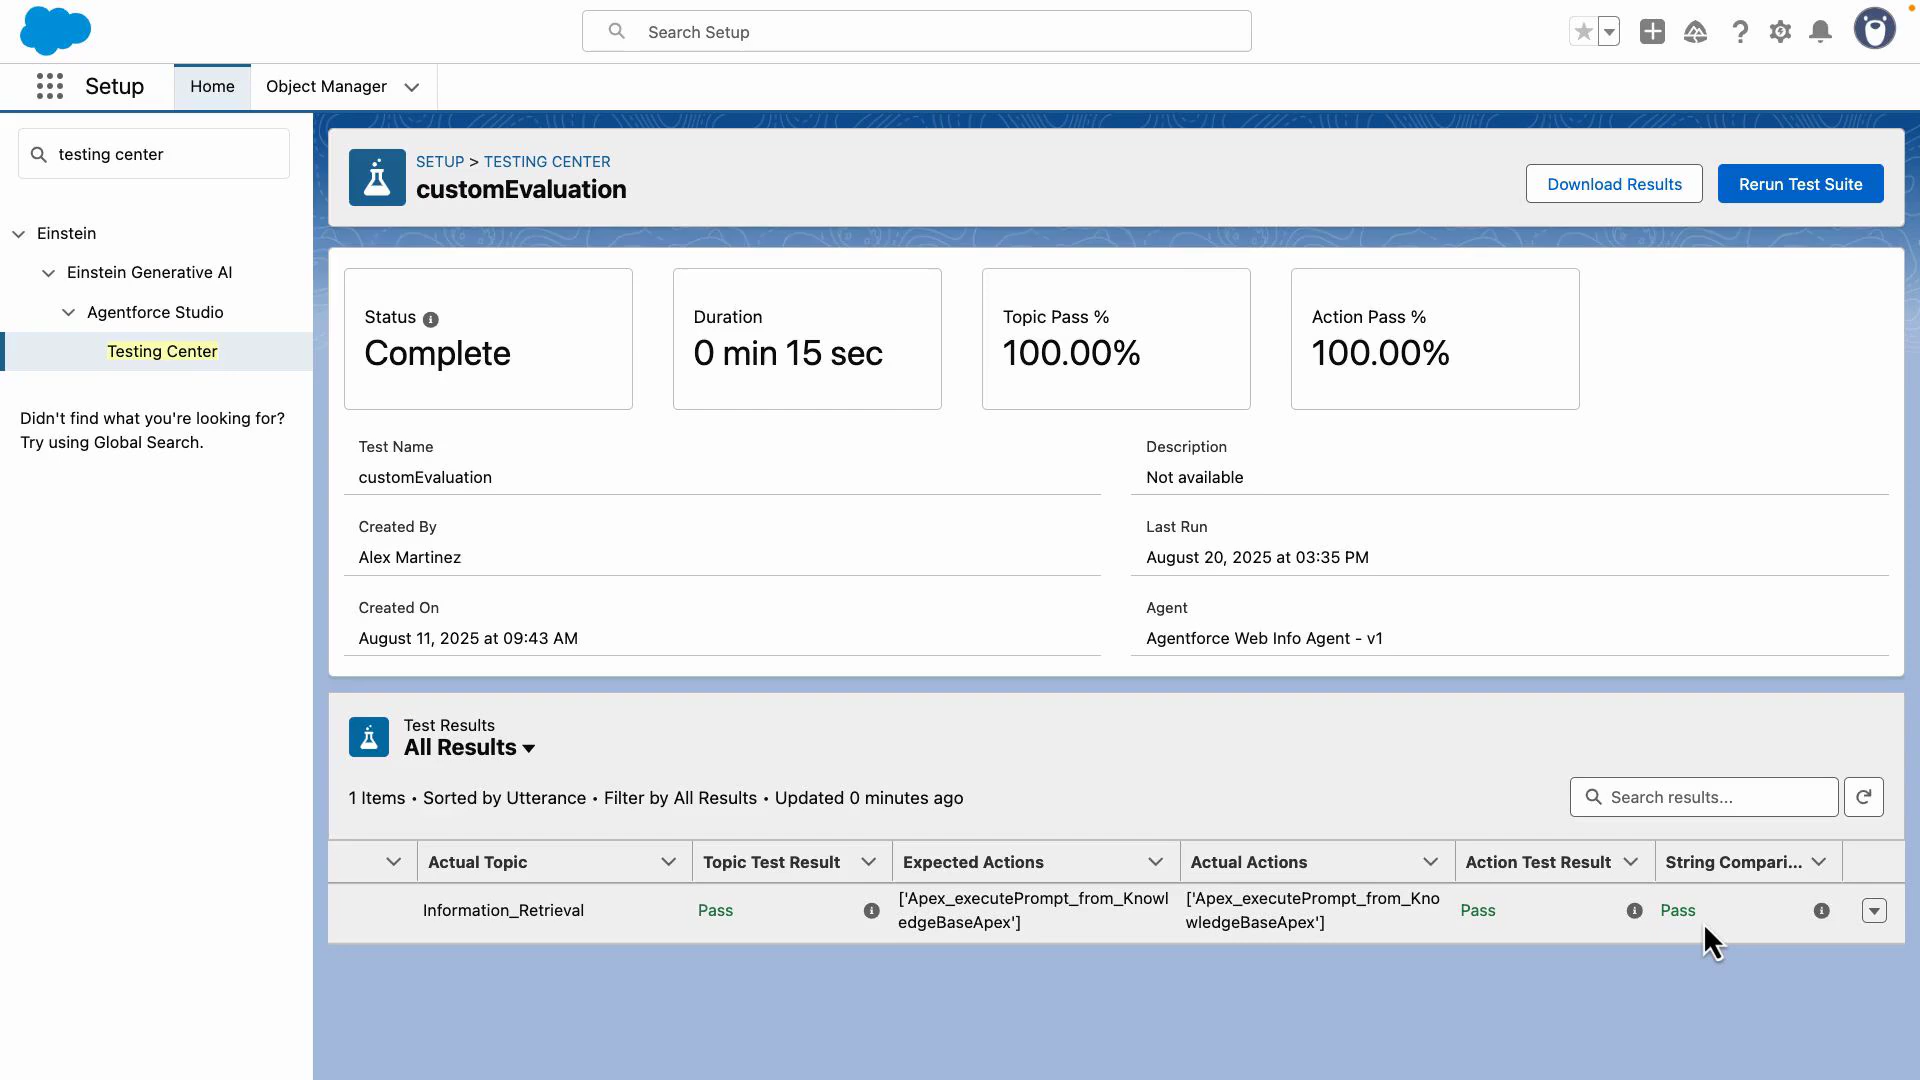 Search Setup
Setup
Home
Object Manager
testing center
Einstein
Einstein Generative AI
Agentforce Studio
Testing Center
Didn't find what you're looking for?
Try using Global Search.
SETUP > TESTING CENTER
customEvaluation
Download Results
Rerun Test Suite
Status
Complete
Duration
0 min 15 sec
Topic Pass %
100.00%
Action Pass %
100.00%
Test Name
customEvaluation
Description
Not available
Created By
Alex Martinez
Last Run
August 20, 2025 at 03:35 PM
Created On
August 11, 2025 at 09:43 AM
Agent
Agentforce Web Info Agent - v1
Test Results
All Results
1 Items • Sorted by Utterance • Filter by All Results • Updated 0 minutes ago
Search results...
Actual Topic
Topic Test Result
Expected Actions
Actual Actions
Action Test Result
String Compari...
Information_Retrieval
Pass
['Apex_executePrompt_from_Knowl
edgeBaseApex']
['Apex_executePrompt_from_Kno
wledgeBaseApex']
Pass
Pass